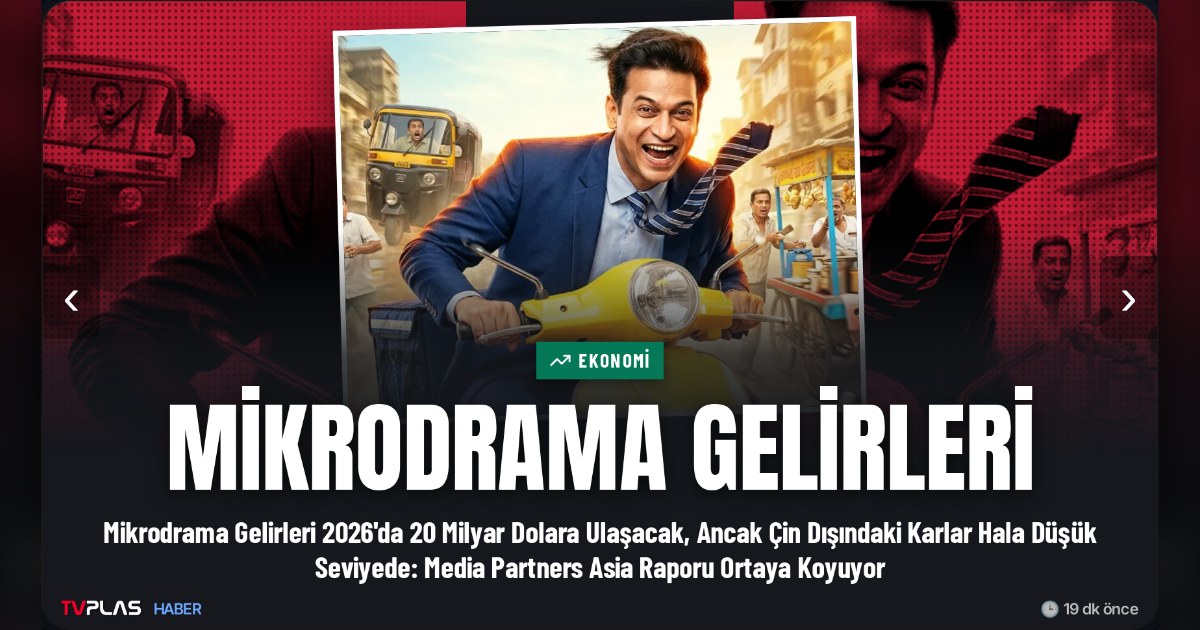 EKONOMİ
MİKRODRAMA GELİRLERİ
Mikrodrama Gelirleri 2026'da 20 Milyar Dolara Ulaşacak, Ancak Çin Dışındaki Karlar Hala Düşük
Seviyede: Media Partners Asia Raporu Ortaya Koyuyor
TVPLAS HABER
19 dk önce